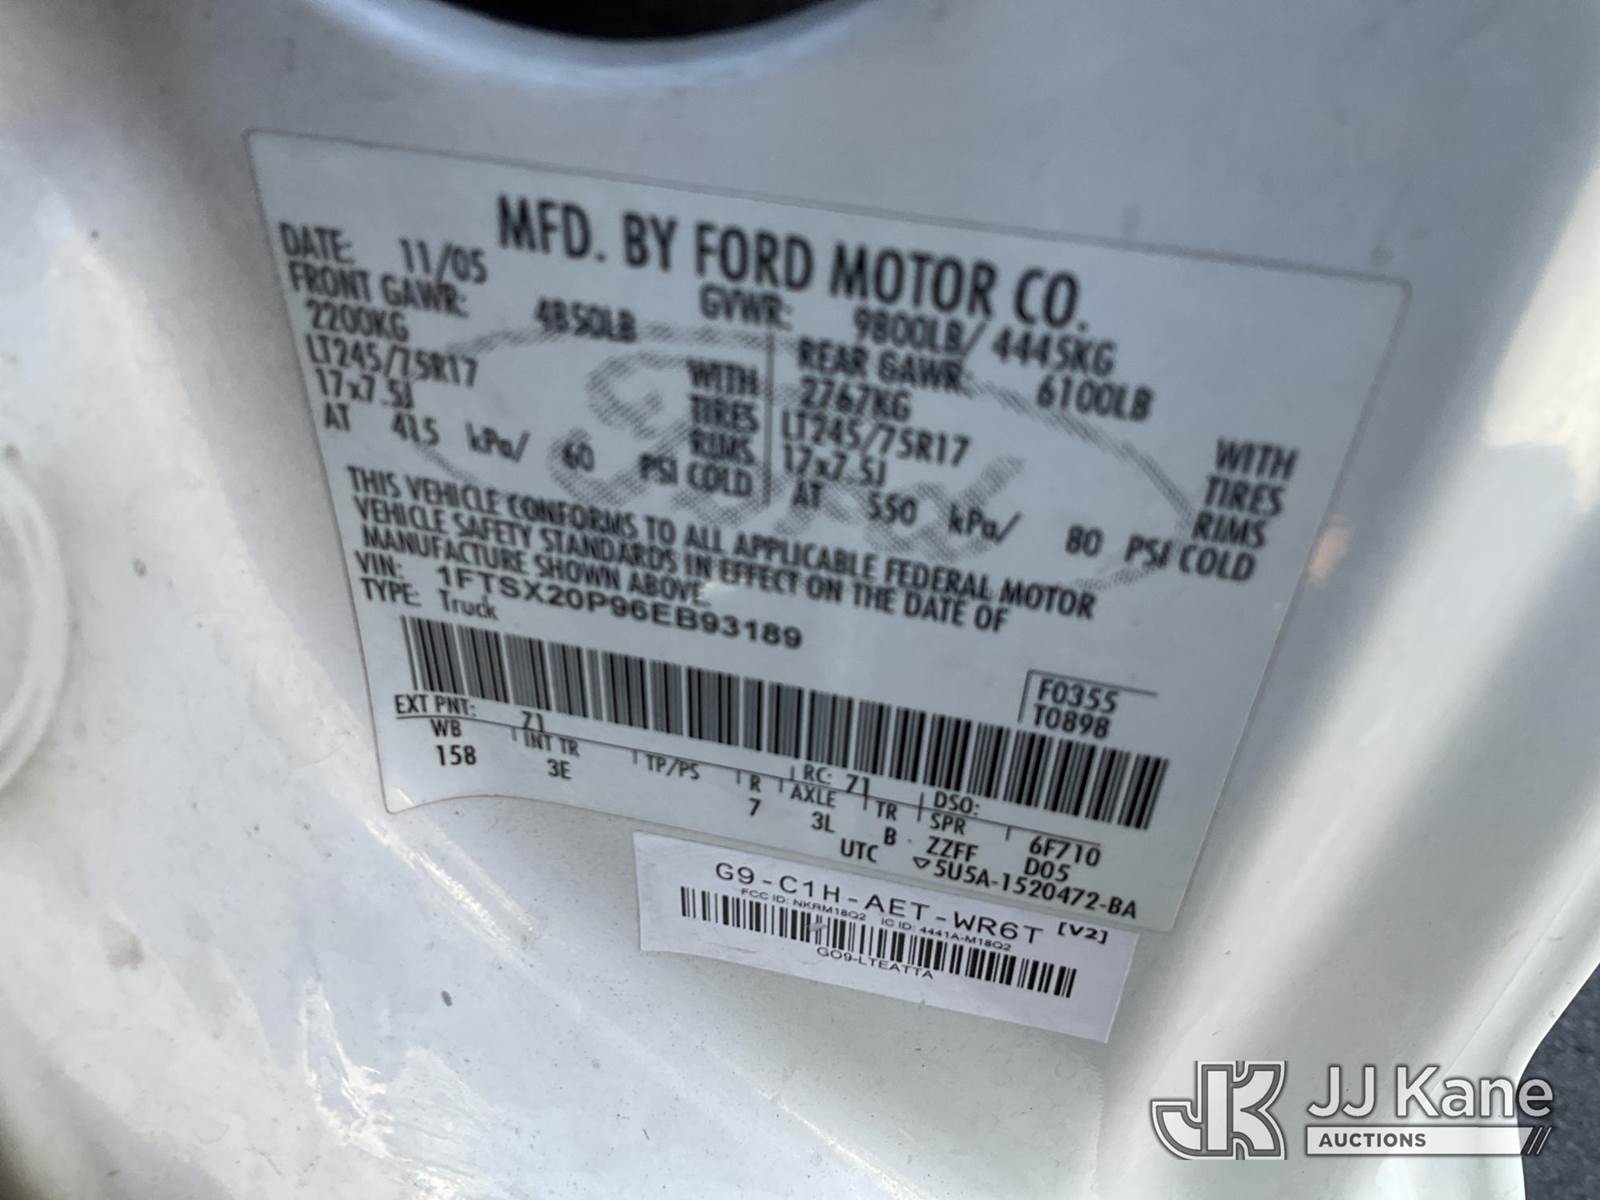 MFD. BY FORD MOTOR CO.
DATE: 11/05 GVWR: 9800LB/ 4445KG
FRONT GAWR: 4850LB REAR GAWR: 6100LB
2200KG WITH 2767KG WITH
LT245/75R17 TIRES LT245/75R17 TIRES
17x7.5J RIMS 17x7.5J RIMS
AT 415 kPa/ 60 PSI COLD AT 550 kPa/ 80 PSI COLD
THIS VEHICLE CONFORMS TO ALL APPLICABLE FEDERAL MOTOR
VEHICLE SAFETY STANDARDS IN EFFECT ON THE DATE OF
MANUFACTURE SHOWN ABOVE.
VIN: 1FTSX20P96EB93189
TYPE: Truck
F0355
T0898
EXT PNT: 71 RC: 71 DSO:
WB INT TR TP/PS R AXLE TR SPR 6F710
158 3E 7 3L B ZZFF D05
UTC ▽5U5A-1520472-BA
G9-C1H-AET-WR6T [V2]
FCC ID: NKRM18Q2 IC ID: 4441A-M18Q2
GO9-LTEATTA
JK JJ Kane
AUCTIONS